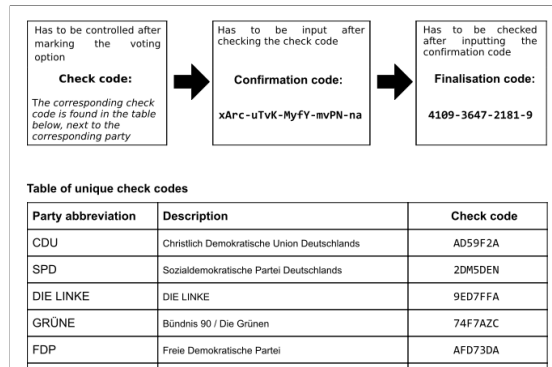 Has to be controlled after
marking the voting
option
Check code:
The corresponding check
code is found in the table
below, next to the
corresponding party
Has to be input after
checking the check code
Confirmation code:
xArc-uTvK-MyfY-mvPN-na
Has to be checked
after inputting the
confirmation code
Finalisation code:
4109-3647-2181-9
Table of unique check codes
Party abbreviation Description Check code
CDU Christlich Demokratische Union Deutschlands AD59F2A
SPD Sozialdemokratische Partei Deutschlands 2DM5DEN
DIE LINKE DIE LINKE 9ED7FFA
GRÜNE Bündnis 90 / Die Grünen 74F7AZC
FDP Freie Demokratische Partei AFD73DA